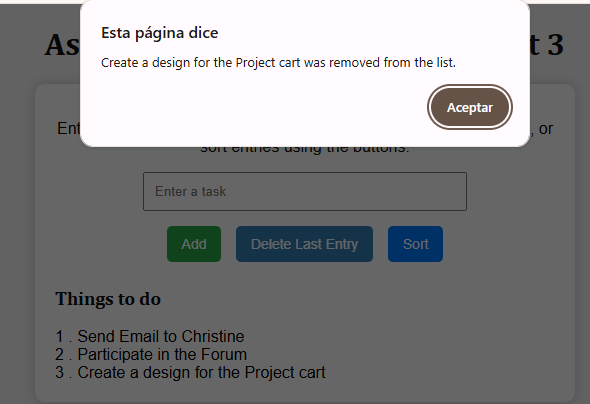 Esta página dice
Create a design for the Project cart was removed from the list.
Aceptar
As
t 3
Ent
, or
sort entries using the buttons.
Enter a task
Add Delete Last Entry Sort
Things to do
1 . Send Email to Christine
2 . Participate in the Forum
3 . Create a design for the Project cart